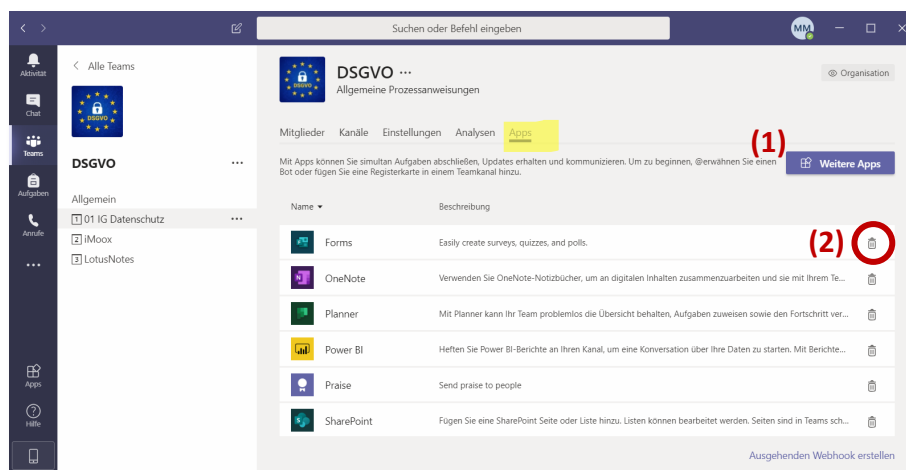 Suchen oder Befehl eingeben
MM
Aktivität
Chat
Teams
Aufgaben
Anrufe
Apps
Hilfe
Alle Teams
DSGVO
DSGVO ...
Allgemein
1 01 IG Datenschutz ...
2 iMoox
3 LotusNotes
DSGVO
DSGVO ...
Allgemeine Prozessanweisungen
Organisation
Mitglieder Kanäle Einstellungen Analysen Apps
(1)
Mit Apps können Sie simultan Aufgaben abschließen, Updates erhalten und kommunizieren. Um zu beginnen, @erwähnen Sie einen
Bot oder fügen Sie eine Registerkarte in einem Teamkanal hinzu.
Weitere Apps
Name Beschreibung
Forms Easily create surveys, quizzes, and polls.
(2)
OneNote Verwenden Sie OneNote-Notizbücher, um an digitalen Inhalten zusammenzuarbeiten und sie mit Ihrem Te...
Planner Mit Planner kann Ihr Team problemlos die Übersicht behalten, Aufgaben zuweisen sowie den Fortschritt ver...
Power BI Heften Sie Power BI-Berichte an Ihren Kanal, um eine Konversation über Ihre Daten zu starten. Mit Berichte...
Praise Send praise to people
SharePoint Fügen Sie eine SharePoint Seite oder Liste hinzu. Listen können bearbeitet werden. Seiten sind in Teams sch...
Ausgehenden Webhook erstellen